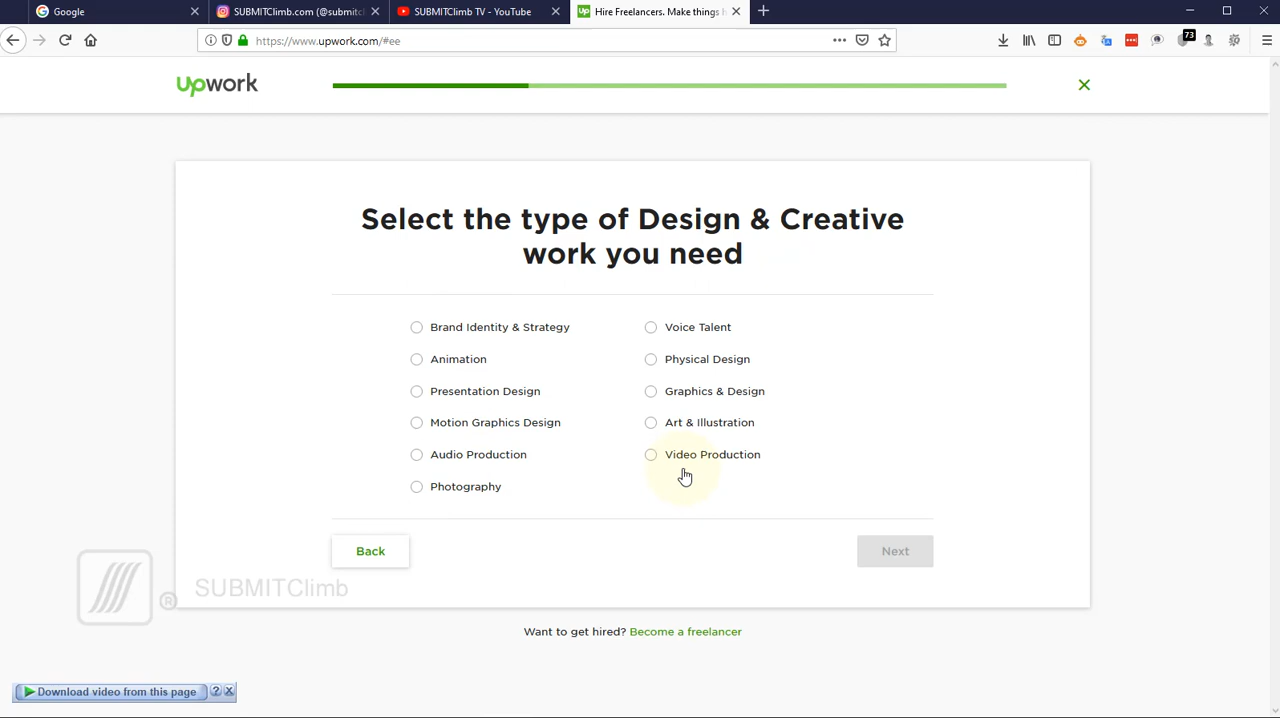 Google
SUBMITClimb.com (@submitcl
SUBMITClimb TV - YouTube
Hire Freelancers. Make things h
https://www.upwork.com/#ee
73
Upwork
Select the type of Design & Creative
work you need
Brand Identity & Strategy
Voice Talent
Animation
Physical Design
Presentation Design
Graphics & Design
Motion Graphics Design
Art & Illustration
Audio Production
Video Production
Photography
Back
Next
SUBMITClimb
®
Want to get hired? Become a freelancer
Download video from this page ?